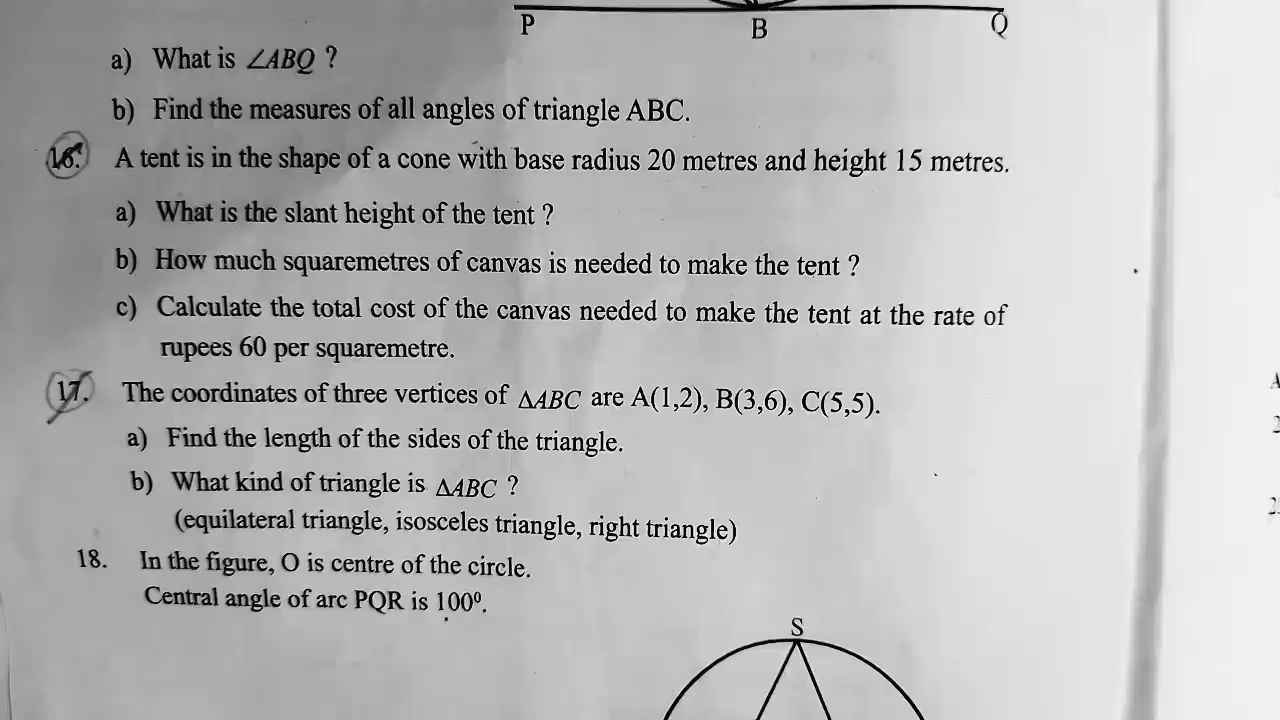 P B Q
a) What is ∠ABQ ?
b) Find the measures of all angles of triangle ABC.
16. A tent is in the shape of a cone with base radius 20 metres and height 15 metres.
a) What is the slant height of the tent ?
b) How much squaremetres of canvas is needed to make the tent ?
c) Calculate the total cost of the canvas needed to make the tent at the rate of
rupees 60 per squaremetre.
17. The coordinates of three vertices of ΔABC are A(1,2), B(3,6), C(5,5).
a) Find the length of the sides of the triangle.
b) What kind of triangle is ΔABC ?
(equilateral triangle, isosceles triangle, right triangle)
18. In the figure, O is centre of the circle.
Central angle of arc PQR is 100⁰.
S